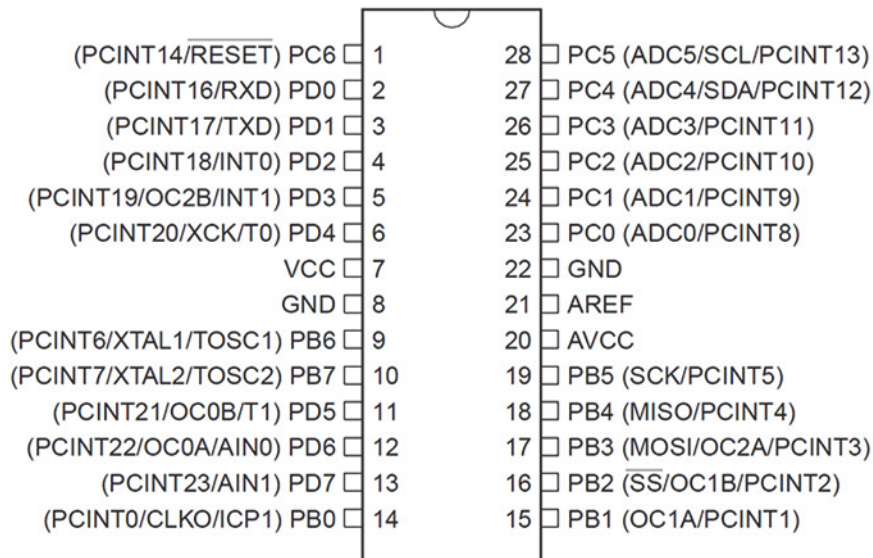 (PCINT14/RESET) PC6 1 28 PC5 (ADC5/SCL/PCINT13)
(PCINT16/RXD) PD0 2 27 PC4 (ADC4/SDA/PCINT12)
(PCINT17/TXD) PD1 3 26 PC3 (ADC3/PCINT11)
(PCINT18/INT0) PD2 4 25 PC2 (ADC2/PCINT10)
(PCINT19/OC2B/INT1) PD3 5 24 PC1 (ADC1/PCINT9)
(PCINT20/XCK/T0) PD4 6 23 PC0 (ADC0/PCINT8)
VCC 7 22 GND
GND 8 21 AREF
(PCINT6/XTAL1/TOSC1) PB6 9 20 AVCC
(PCINT7/XTAL2/TOSC2) PB7 10 19 PB5 (SCK/PCINT5)
(PCINT21/OC0B/T1) PD5 11 18 PB4 (MISO/PCINT4)
(PCINT22/OC0A/AIN0) PD6 12 17 PB3 (MOSI/OC2A/PCINT3)
(PCINT23/AIN1) PD7 13 16 PB2 (SS/OC1B/PCINT2)
(PCINT0/CLKO/ICP1) PB0 14 15 PB1 (OC1A/PCINT1)